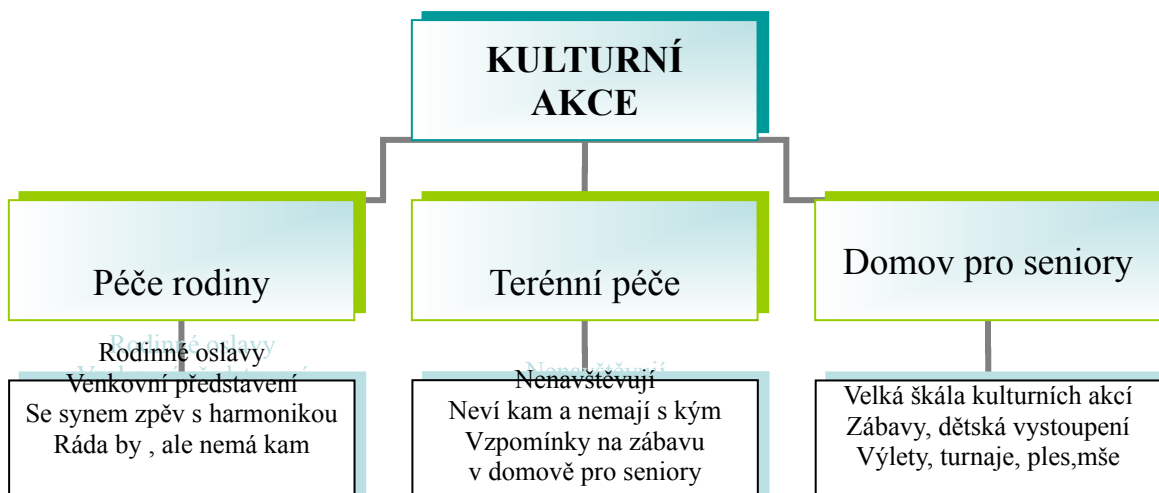 KULTURNÍ
AKCE
Péče rodiny
Terénní péče
Domov pro seniory
Rodinné oslavy
Venkovní představení
Se synem zpěv s harmonikou
Ráda by , ale nemá kam
Nenavštěvují
Neví kam a nemají s kým
Vzpomínky na zábavu
v domově pro seniory
Velká škála kulturních akcí
Zábavy, dětská vystoupení
Výlety, turnaje, ples,mše